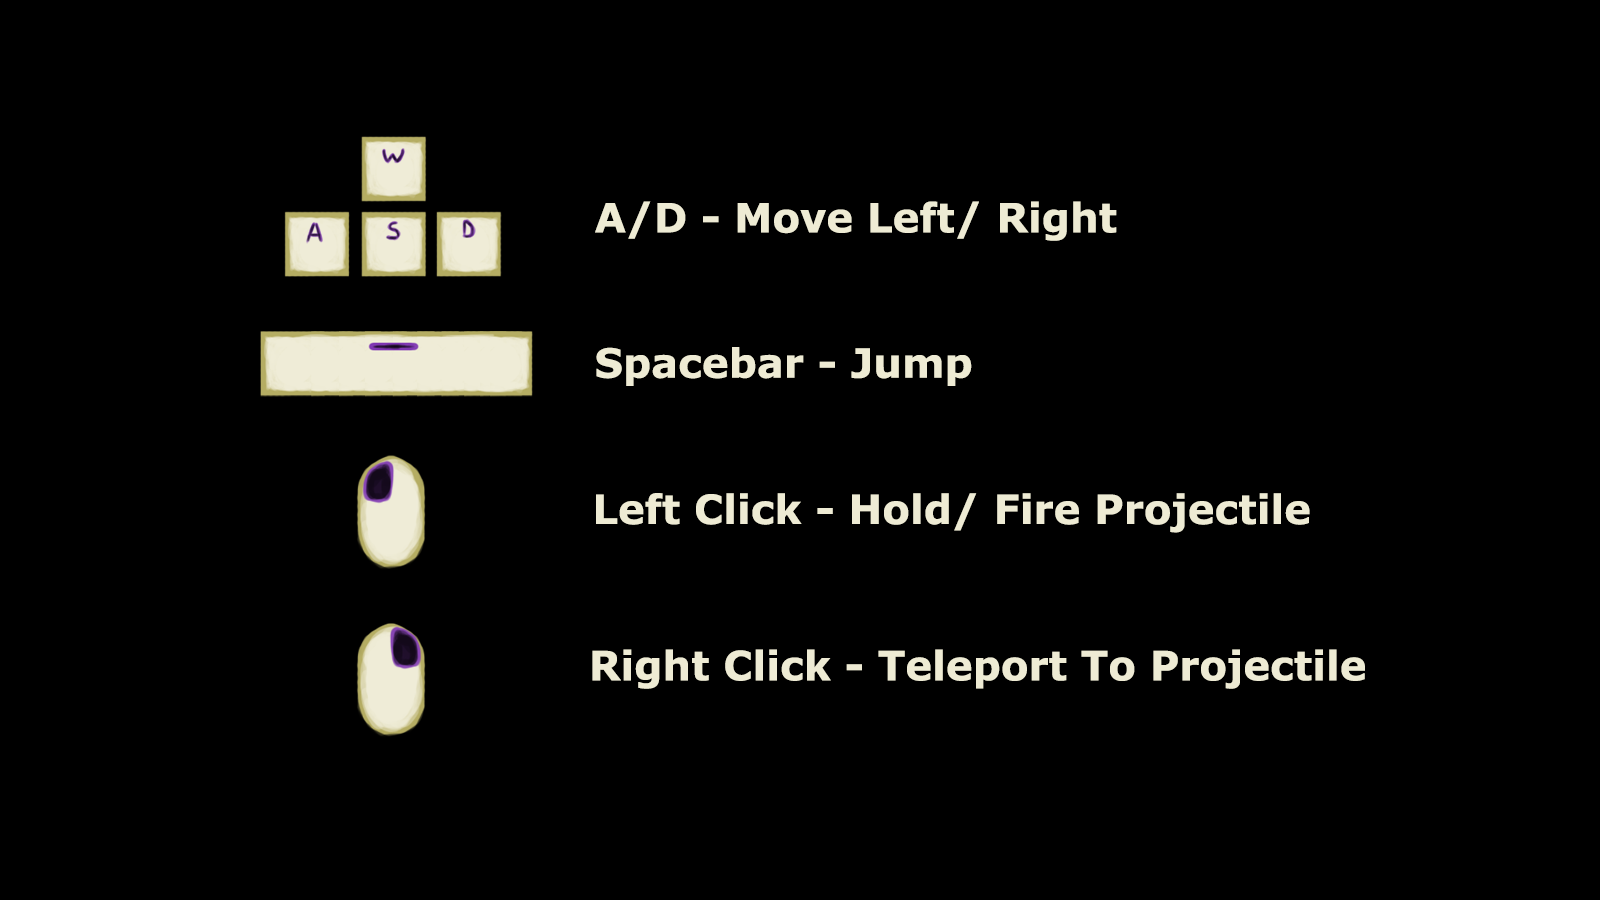 W
A S D
A/D - Move Left/ Right
Spacebar - Jump
Left Click - Hold/ Fire Projectile
Right Click - Teleport To Projectile